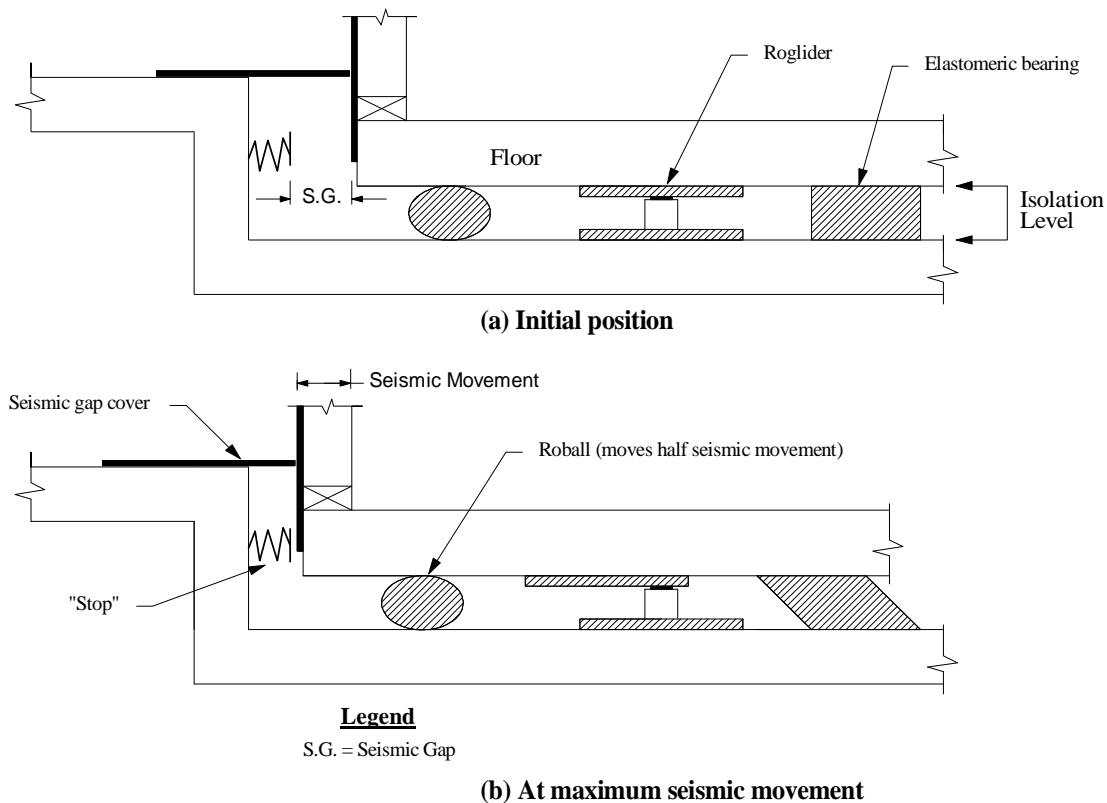 Roglider
Elastomeric bearing
Floor
S.G.
Isolation
Level
(a) Initial position
Seismic Movement
Seismic gap cover
Roball (moves half seismic movement)
"Stop"
Legend
S.G. = Seismic Gap
(b) At maximum seismic movement